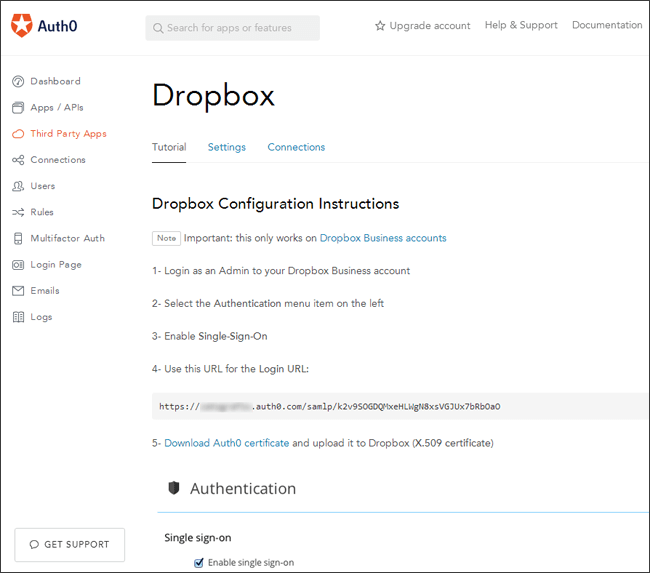 Auth0
Search for apps or features
Upgrade account
Help & Support
Documentation
Dashboard
Apps / APIs
Third Party Apps
Connections
Users
Rules
Multifactor Auth
Login Page
Emails
Logs
GET SUPPORT
Dropbox
Tutorial
Settings
Connections
Dropbox Configuration Instructions
Note Important: this only works on Dropbox Business accounts
1- Login as an Admin to your Dropbox Business account
2- Select the Authentication menu item on the left
3- Enable Single-Sign-On
4- Use this URL for the Login URL:
https:// .auth0.com/samlp/k2v9SOGDQMxeHLWgN8xsVGJUx7bRbOaO
5- Download Auth0 certificate and upload it to Dropbox (X.509 certificate)
Authentication
Single sign-on
Enable single sign-on